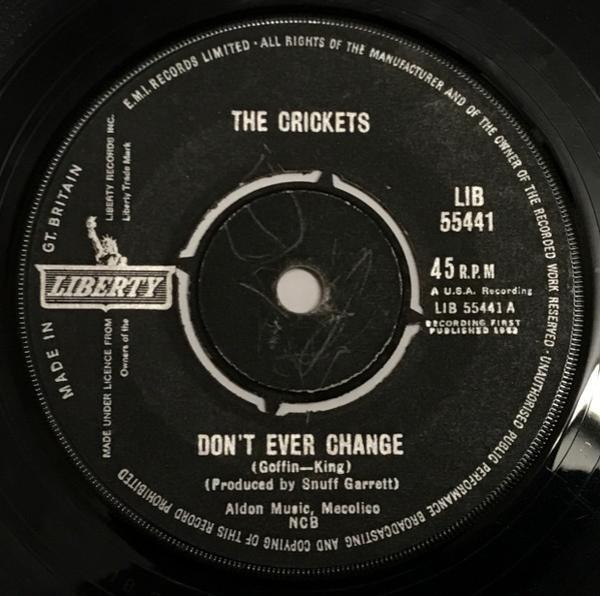 E.M.I. RECORDS LIMITED · ALL RIGHTS OF THE MANUFACTURER AND OF THE OWNER OF THE RECORDED WORK RESERVED · UNAUTHORISED PUBLIC PERFORMANCE BROADCASTING AND COPYING OF THIS RECORD PROHIBITED
MADE IN GT. BRITAIN
THE CRICKETS
LIBERTY RECORDS INC.
Liberty Trade Mark
LIBERTY
MADE UNDER LICENCE FROM
Owners of the
LIB
55441
45 R.P.M
A U.S.A. Recording
LIB 55441 A
RECORDING FIRST
PUBLISHED 1962
DON'T EVER CHANGE
(Goffin—King)
(Produced by Snuff Garrett)
Aldon Music, Mecolico
NCB